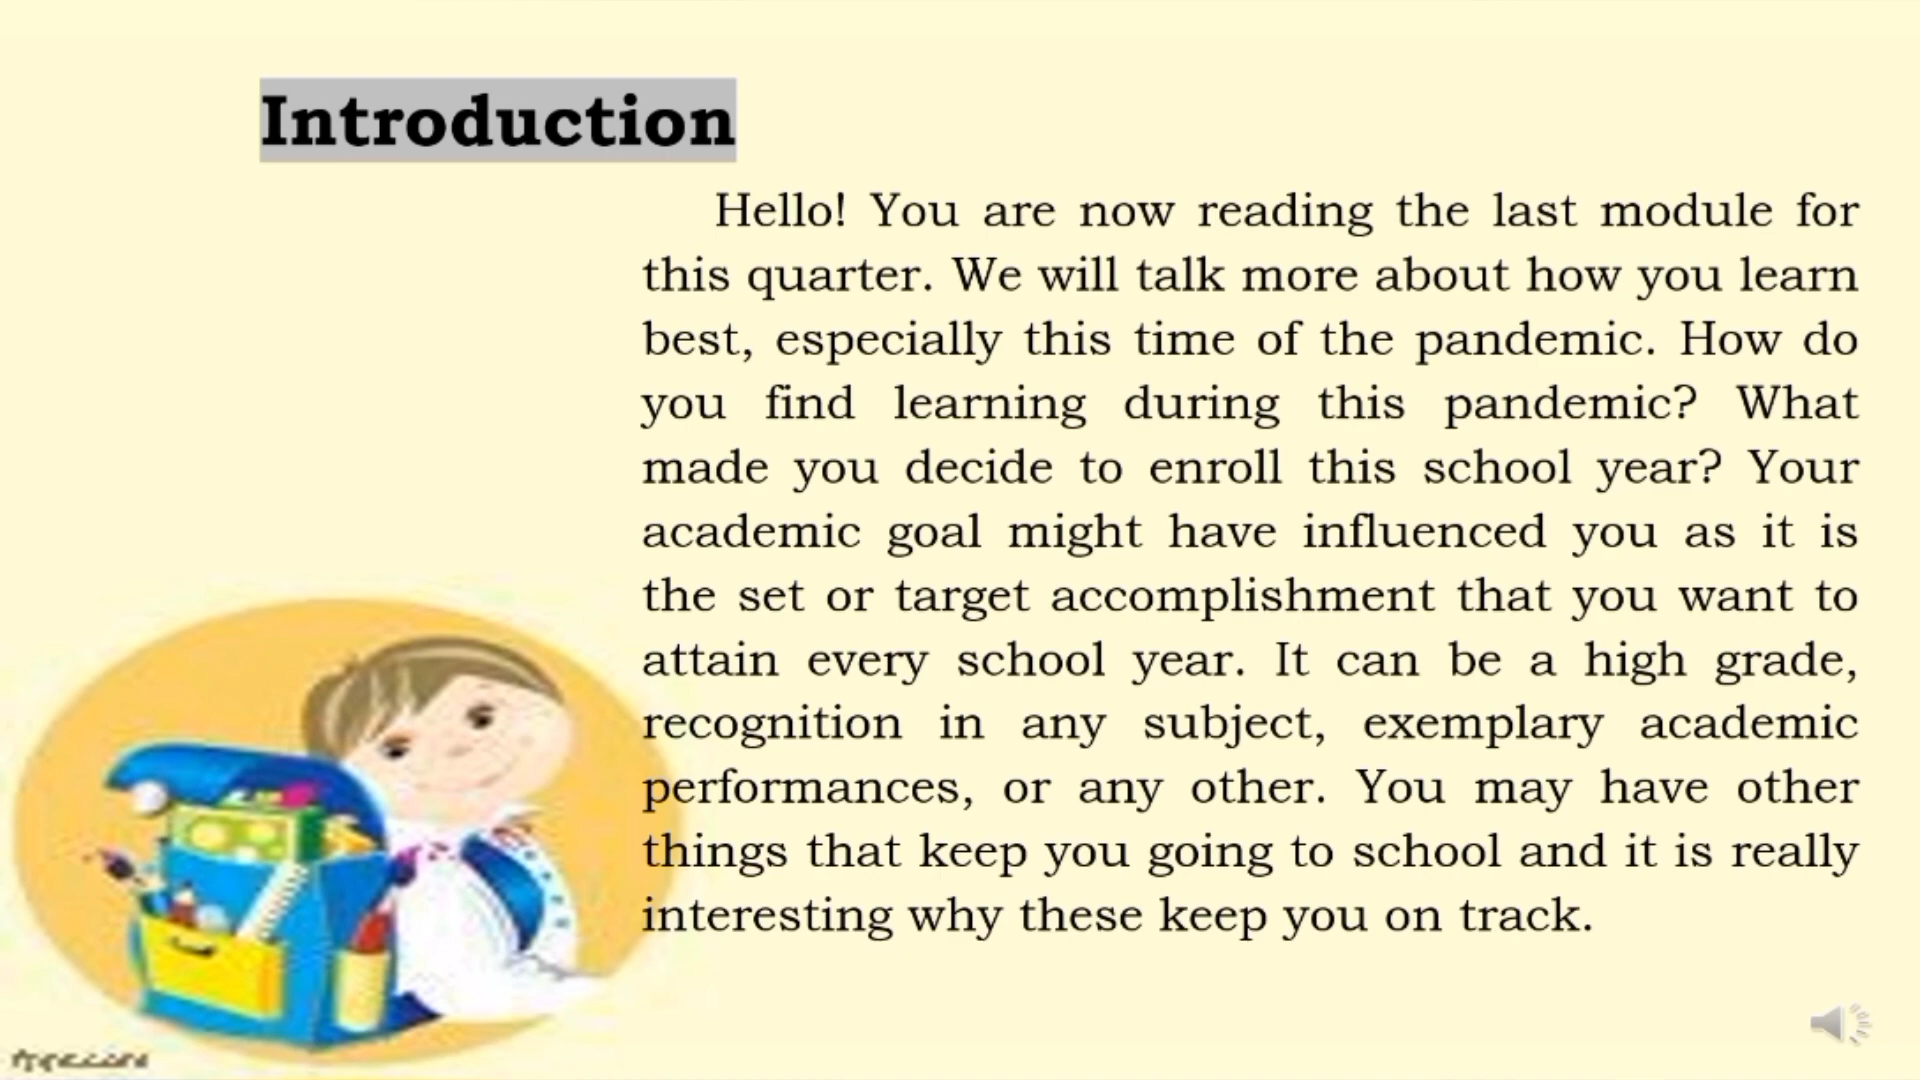 Introduction
Hello! You are now reading the last module for
this quarter. We will talk more about how you learn
best, especially this time of the pandemic. How do
you find learning during this pandemic? What
made you decide to enroll this school year? Your
academic goal might have influenced you as it is
the set or target accomplishment that you want to
attain every school year. It can be a high grade,
recognition in any subject, exemplary academic
performances, or any other. You may have other
things that keep you going to school and it is really
interesting why these keep you on track.